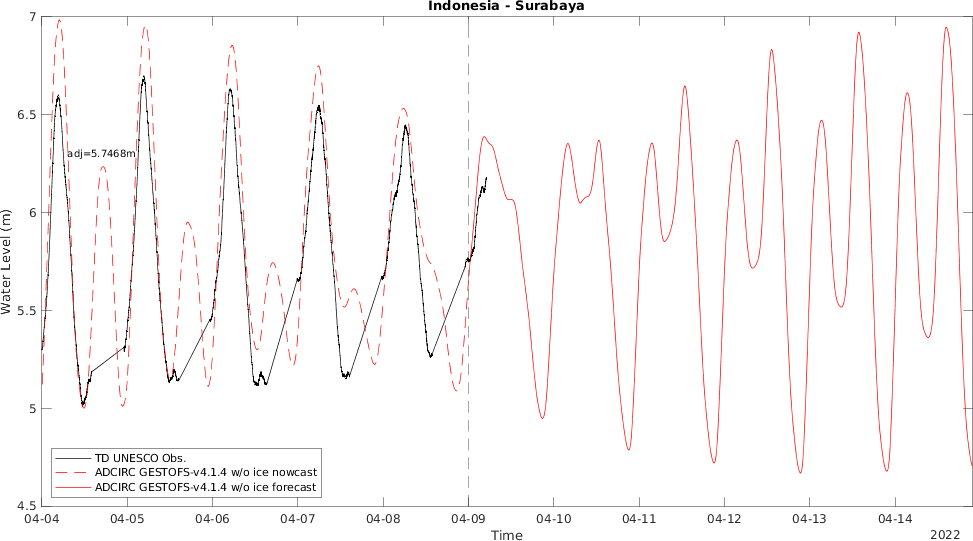 Indonesia - Surabaya
7
6.5
6
5.5
5
4.5
Water Level (m)
adj=5.7468m
TD UNESCO Obs.
ADCIRC GESTOFS-v4.1.4 w/o ice nowcast
ADCIRC GESTOFS-v4.1.4 w/o ice forecast
04-04 04-05 04-06 04-07 04-08 04-09 04-10 04-11 04-12 04-13 04-14
Time
2022